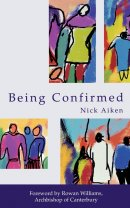 Being Confirmed
Nick Aiken
Foreword by Rowan Williams,
Archbishop of Canterbury